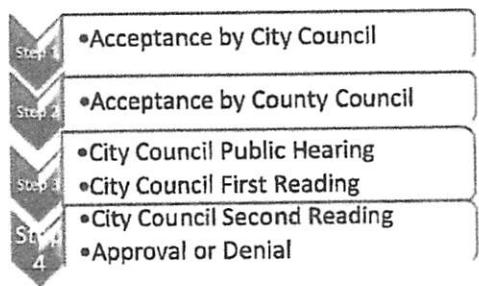 Step 1
•Acceptance by City Council
Step 2
•Acceptance by County Council
Step 3
•City Council Public Hearing
•City Council First Reading
Step 4
•City Council Second Reading
•Approval or Denial